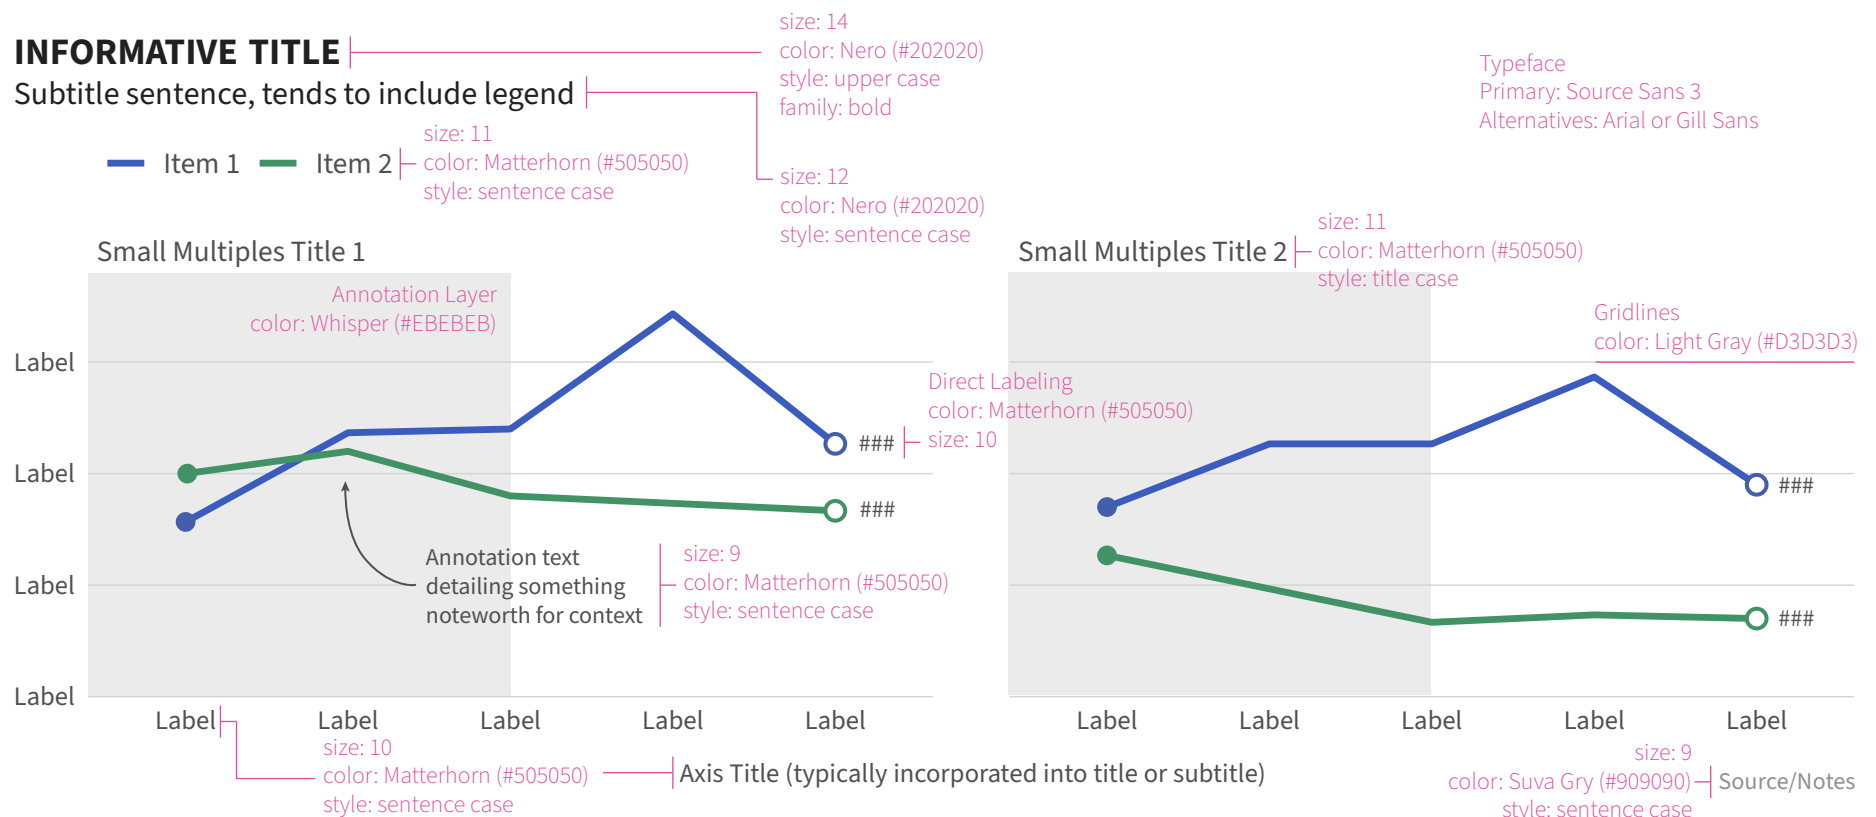 INFORMATIVE TITLE
Subtitle sentence, tends to include legend
size: 14
color: Nero (#202020)
style: upper case
family: bold
Typeface
Primary: Source Sans 3
Alternatives: Arial or Gill Sans
Item 1
Item 2
size: 11
color: Matterhorn (#505050)
style: sentence case
size: 12
color: Nero (#202020)
style: sentence case
Small Multiples Title 1
Small Multiples Title 2
size: 11
color: Matterhorn (#505050)
style: title case
Annotation Layer
color: Whisper (#EBEBEB)
Gridlines
color: Light Gray (#D3D3D3)
Label
Label
Label
Label
Direct Labeling
color: Matterhorn (#505050)
size: 10
###
###
###
###
Annotation text
detailing something
noteworth for context
size: 9
color: Matterhorn (#505050)
style: sentence case
Label
Label
Label
Label
Label
Label
Label
Label
Label
Label
size: 10
color: Matterhorn (#505050)
style: sentence case
Axis Title (typically incorporated into title or subtitle)
size: 9
color: Suva Gry (#909090)
style: sentence case
Source/Notes